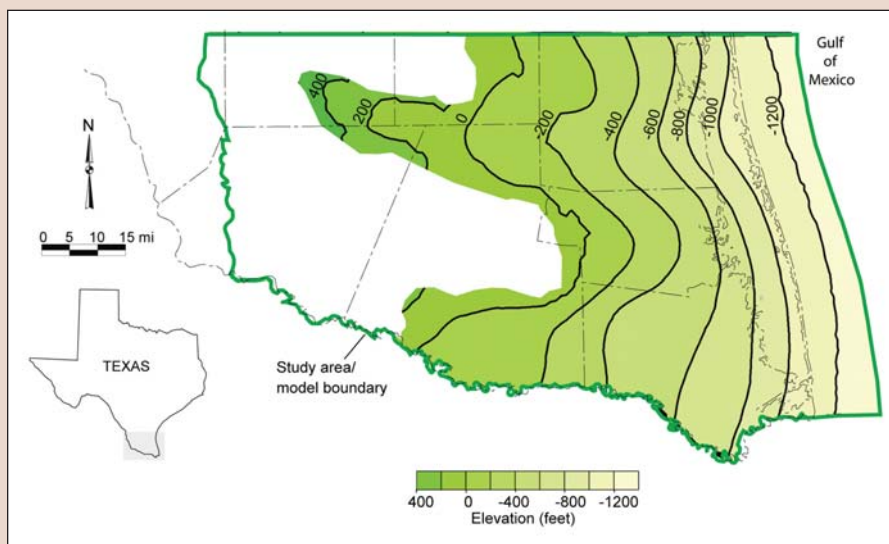 Gulf
of
Mexico
400
200
0
-200
-400
-600
-800
-1000
-1200
N
0 5 10 15 mi
TEXAS
Study area/
model boundary
400 0 -400 -800 -1200
Elevation (feet)